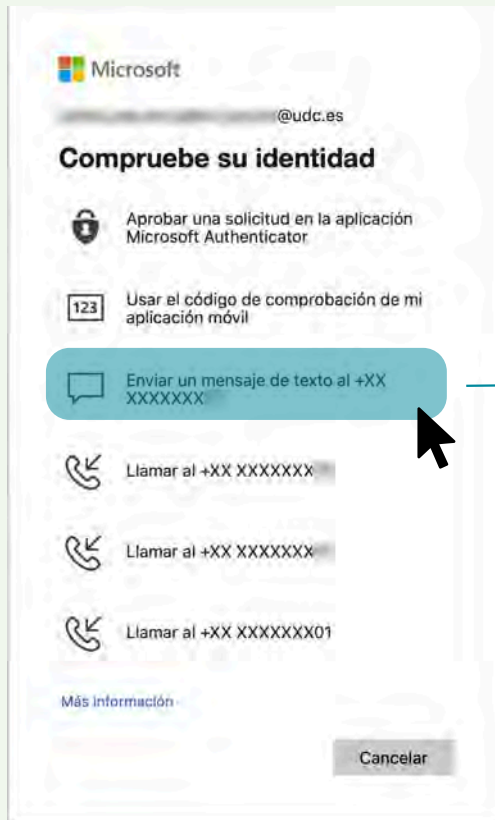 Microsoft
@udc.es
Compruebe su identidad
Aprobar una solicitud en la aplicación
Microsoft Authenticator
123
Usar el código de comprobación de mi
aplicación móvil
Enviar un mensaje de texto al +XX
XXXXXXX
Llamar al +XX XXXXXXX
Llamar al +XX XXXXXXX
Llamar al +XX XXXXXXX01
Más información
Cancelar